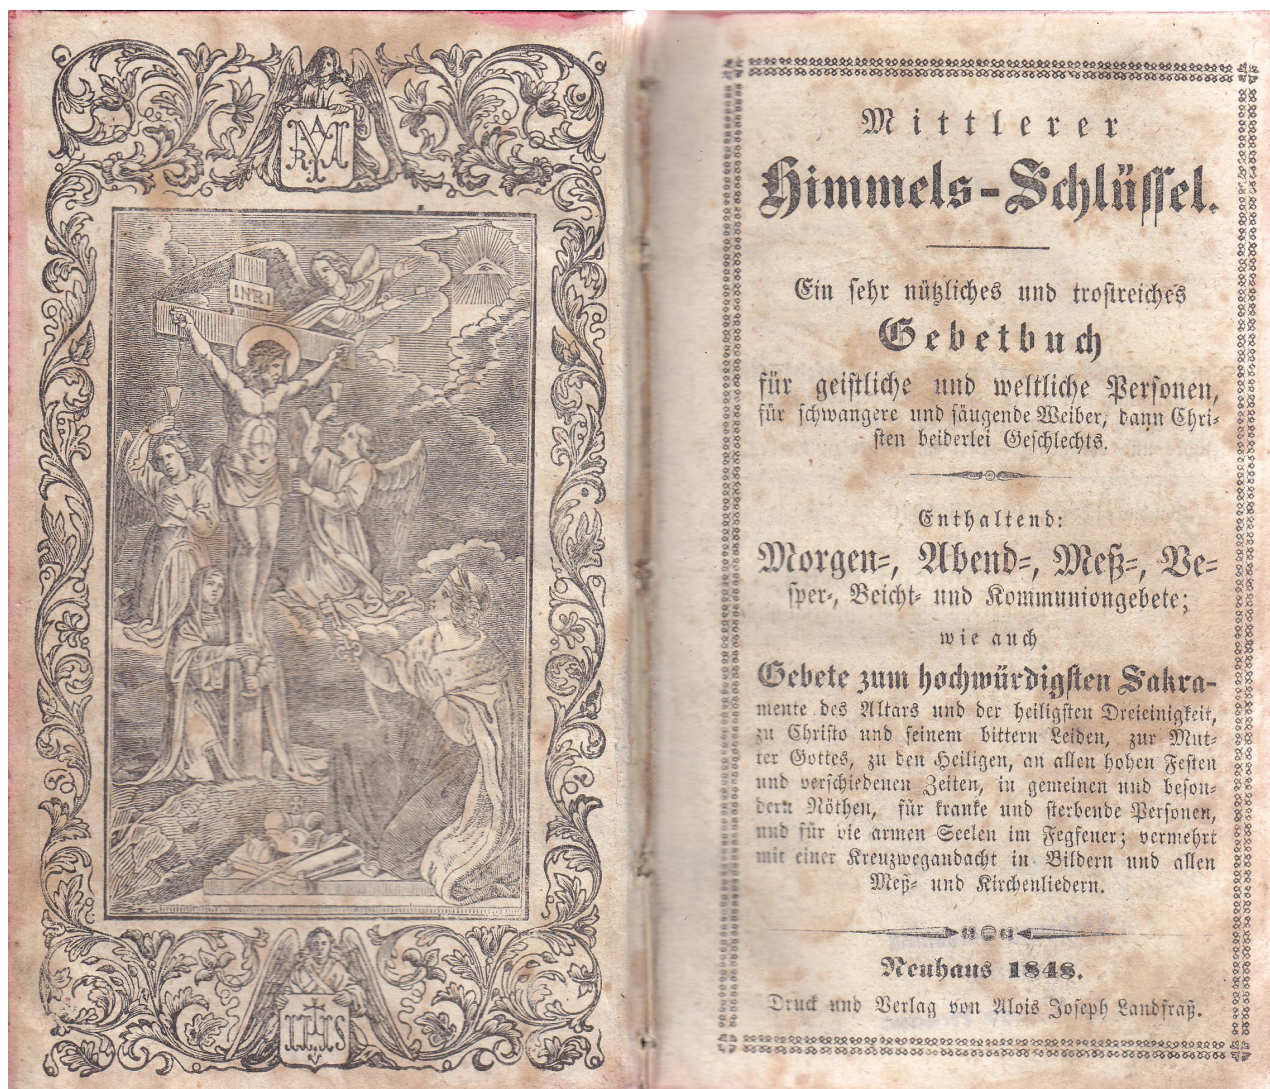 MARIA
INRI
IHS
Mittlerer
Himmels-Schlüſſel.
Ein ſehr nützliches und troſtreiches
Gebetbuch
für geiſtliche und weltliche Perſonen,
für ſchwangere und ſäugende Weiber, dann Chri-
ſten beiderlei Geſchlechts.
Enthaltend:
Morgen-, Abend-, Meß-, Ve-
ſper-, Beicht- und Kommuniongebete;
wie auch
Gebete zum hochwürdigſten Sakra-
mente des Altars und der heiligſten Dreieinigkeit,
zu Chriſto und ſeinem bittern Leiden, zur Mut-
ter Gottes, zu den Heiligen, an allen hohen Feſten
und verſchiedenen Zeiten, in gemeinen und beſon-
dern Nöthen, für kranke und ſterbende Perſonen,
und für die armen Seelen im Fegfeuer; vermehrt
mit einer Kreuzwegandacht in Bildern und allen
Meß- und Kirchenliedern.
Neuhaus 1848.
Druck und Verlag von Alois Joſeph Landfraß.